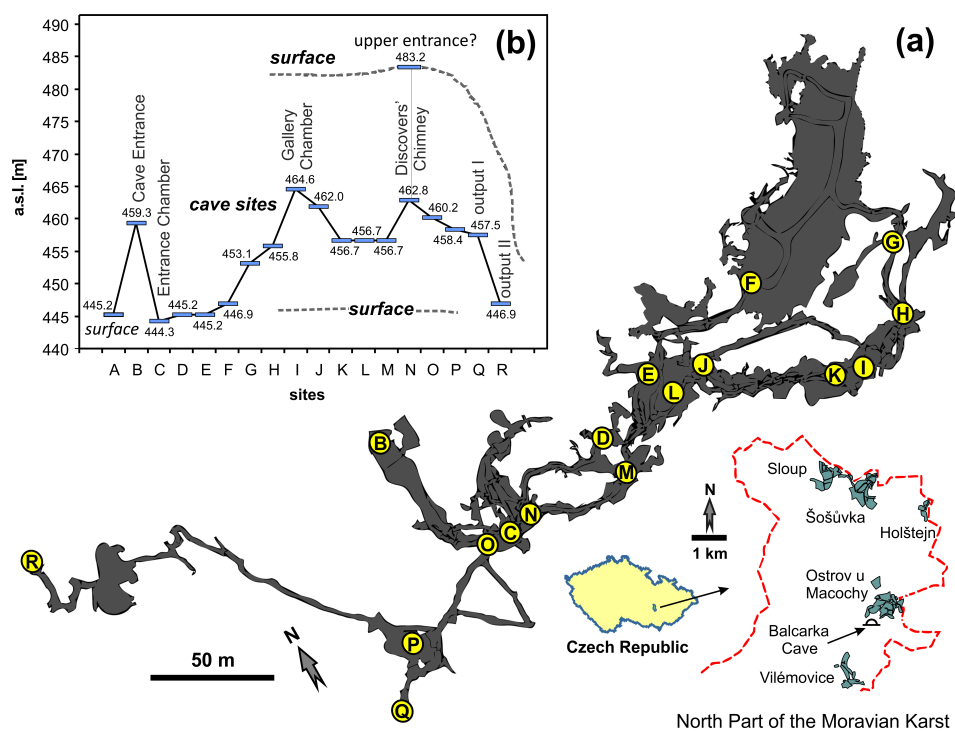 (b)
(a)
490
485
480
475
470
465
460
455
450
445
440
a.s.l. [m]
upper entrance?
surface
483.2
Cave Entrance
Entrance Chamber
Gallery
Chamber
Discovers'
Chimney
output I
output II
cave sites
445.2
surface
459.3
444.3
445.2
445.2
446.9
453.1
455.8
464.6
462.0
456.7
456.7
456.7
462.8
460.2
458.4
457.5
446.9
surface
A B C D E F G H I J K L M N O P Q R
sites
G
F
H
J
E
K
I
L
B
D
M
N
C
O
R
P
Q
N
50 m
N
1 km
Sloup
Šošůvka
Holštejn
Ostrov u
Macochy
Balcarka
Cave
Vilémovice
Czech Republic
North Part of the Moravian Karst